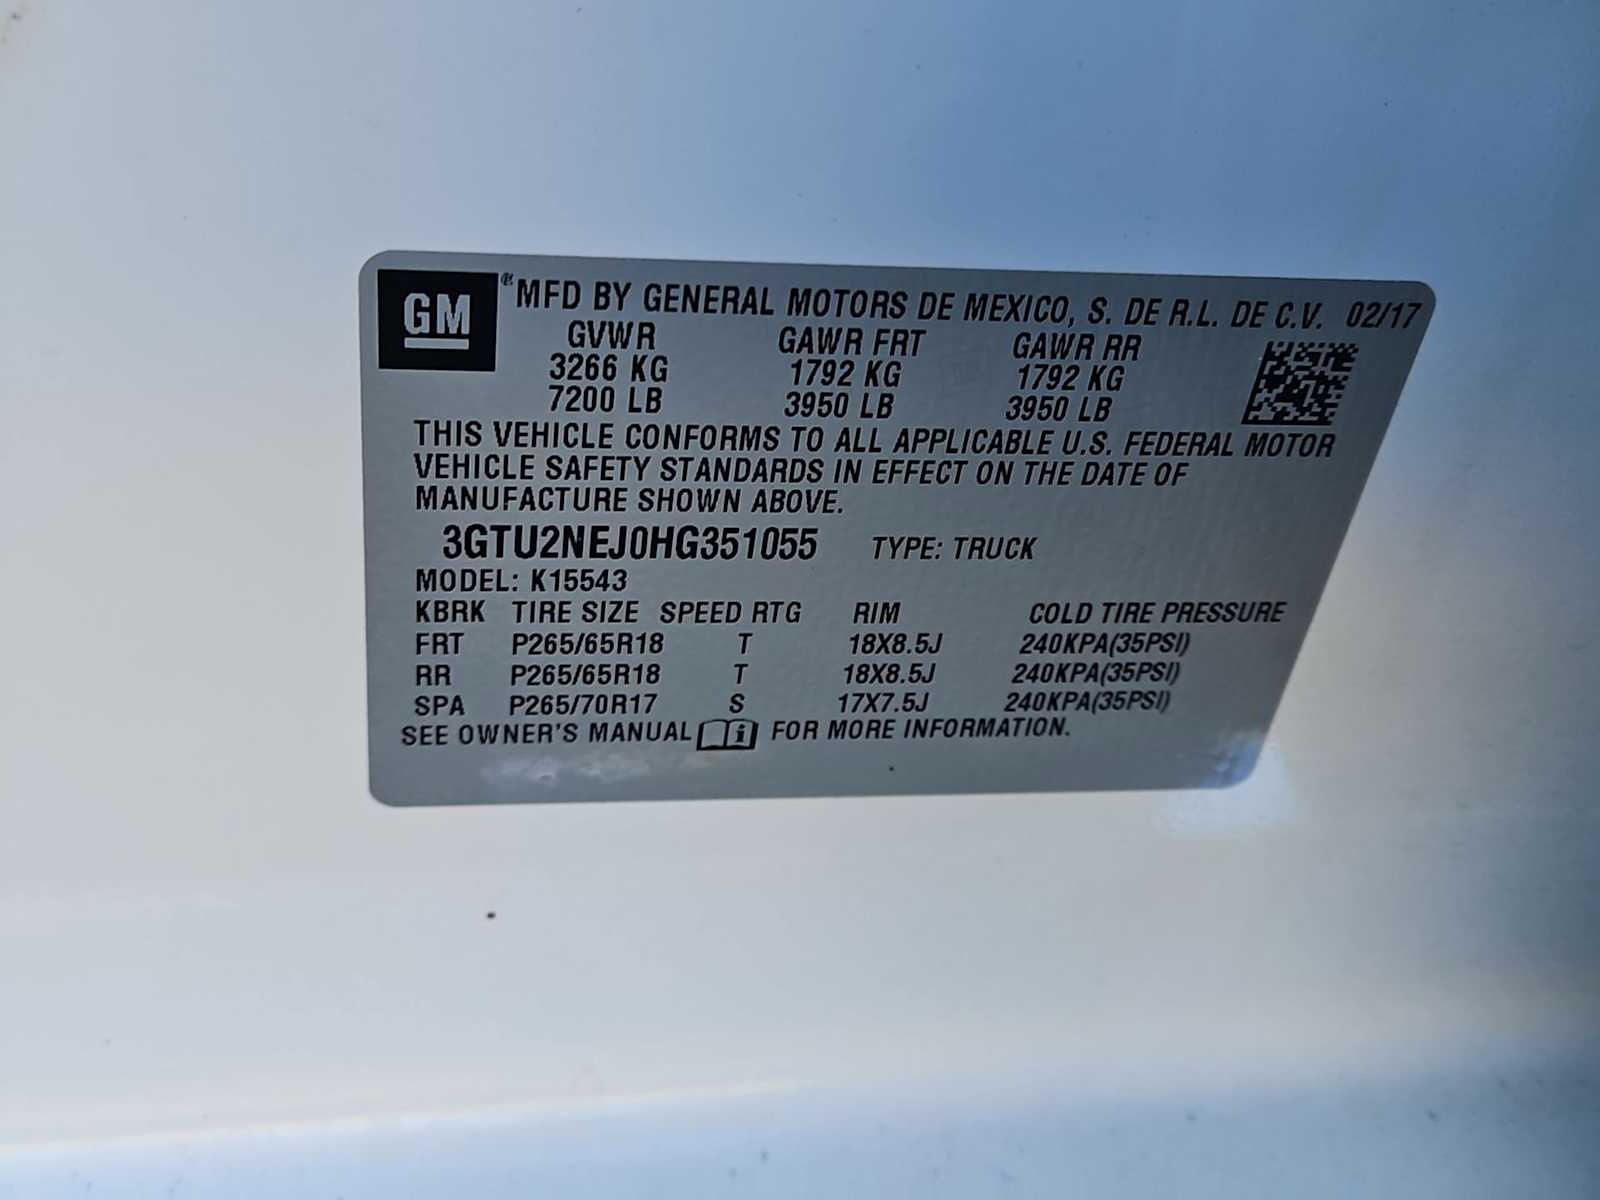 GM ® MFD BY GENERAL MOTORS DE MEXICO, S. DE R.L. DE C.V. 02/17
GVWR GAWR FRT GAWR RR
3266 KG 1792 KG 1792 KG
7200 LB 3950 LB 3950 LB
THIS VEHICLE CONFORMS TO ALL APPLICABLE U.S. FEDERAL MOTOR
VEHICLE SAFETY STANDARDS IN EFFECT ON THE DATE OF
MANUFACTURE SHOWN ABOVE.
3GTU2NEJ0HG351055 TYPE: TRUCK
MODEL: K15543
KBRK TIRE SIZE SPEED RTG RIM COLD TIRE PRESSURE
FRT P265/65R18 T 18X8.5J 240KPA(35PSI)
RR P265/65R18 T 18X8.5J 240KPA(35PSI)
SPA P265/70R17 S 17X7.5J 240KPA(35PSI)
SEE OWNER'S MANUAL i FOR MORE INFORMATION.